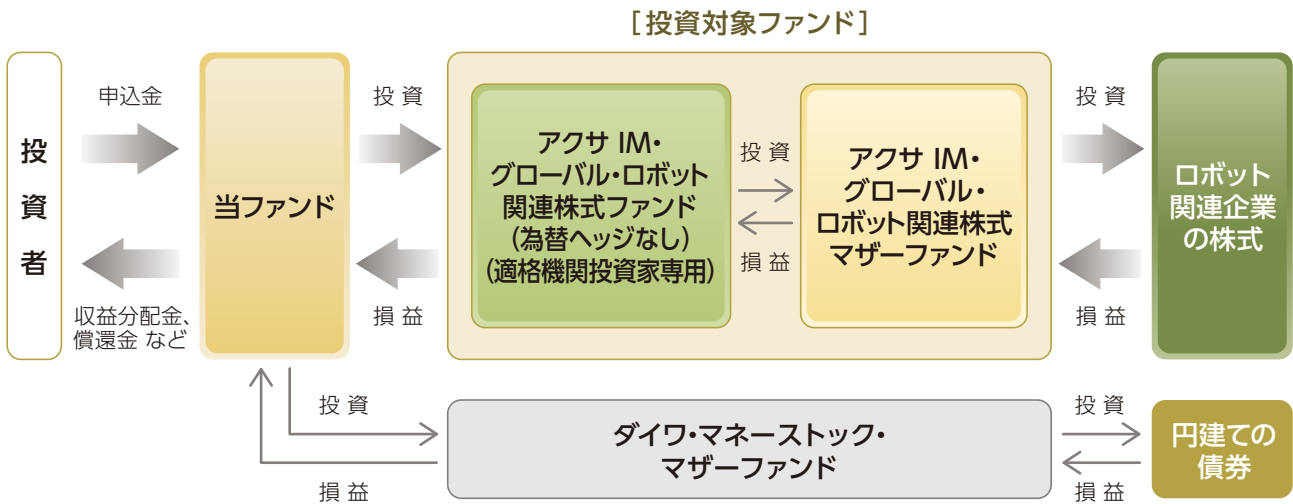 [投資対象ファンド]
投資者
申込金
収益分配金、
償還金 など
当ファンド
投 資
損 益
アクサ IM・
グローバル・ロボット
関連株式ファンド
(為替ヘッジなし)
(適格機関投資家専用)
投 資
損 益
アクサ IM・
グローバル・
ロボット関連株式
マザーファンド
投 資
損 益
ロボット
関連企業
の株式
投 資
損 益
ダイワ・マネーストック・
マザーファンド
投 資
損 益
円建ての
債券